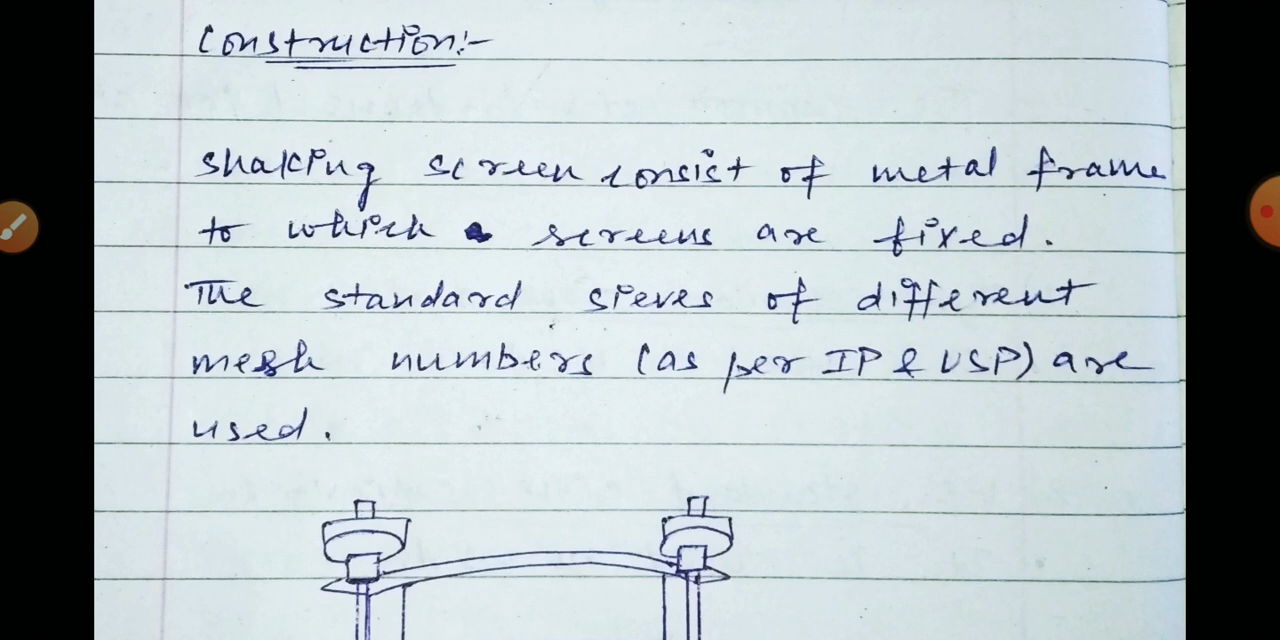 Construction:-
Shaking screen consist of metal frame
to which screens are fixed.
The standard sieves of different
mesh numbers (as per IP & USP) are
used.